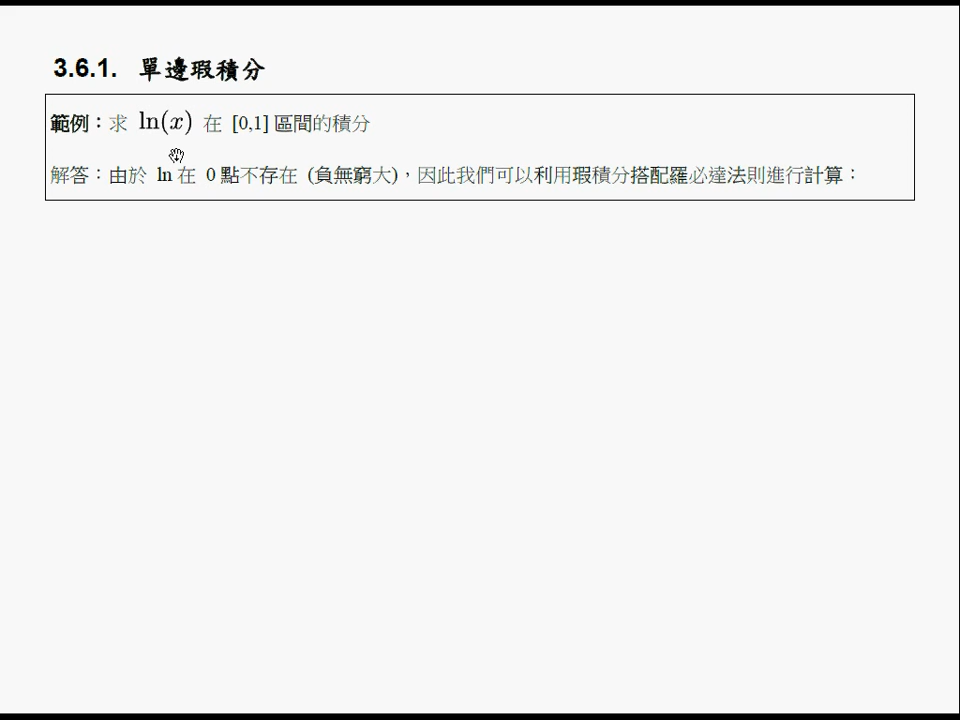 3.6.1. 單邊瑕積分
範例：求 ln(x) 在 [0,1] 區間的積分
解答：由於 ln 在 0 點不存在 (負無窮大)，因此我們可以利用瑕積分搭配羅必達法則進行計算：